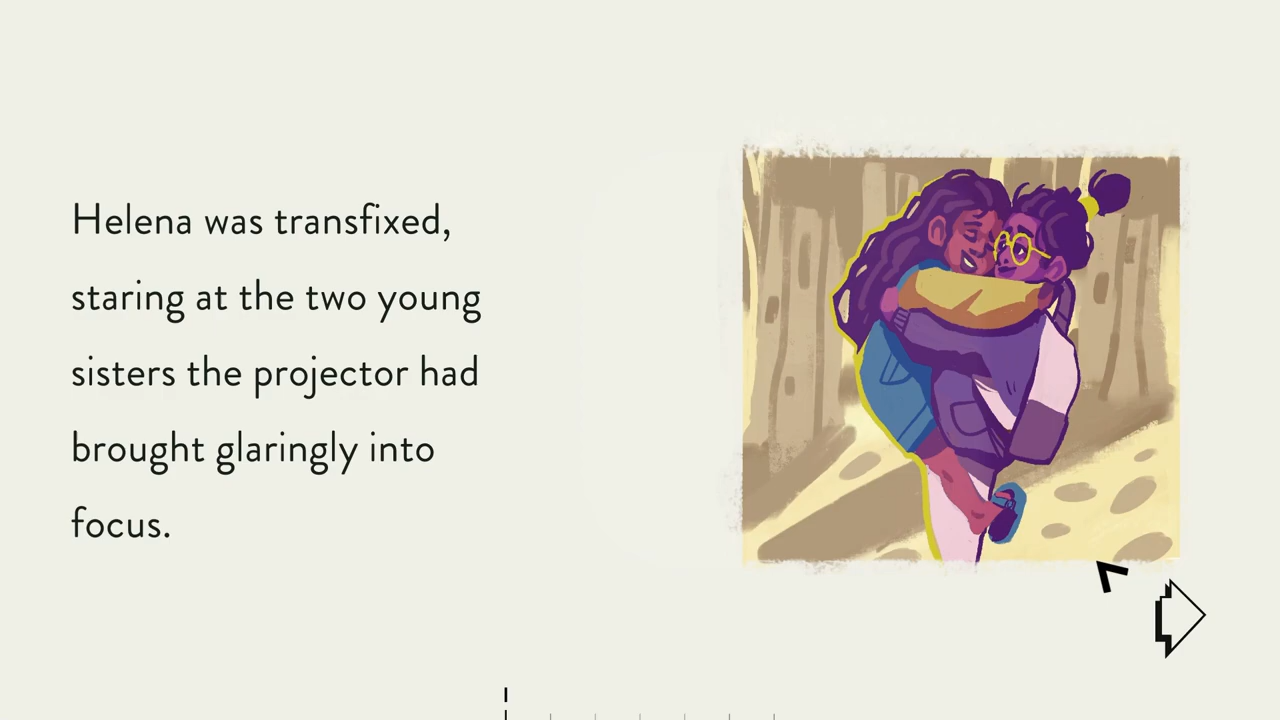 Helena was transfixed,
staring at the two young
sisters the projector had
brought glaringly into
focus.